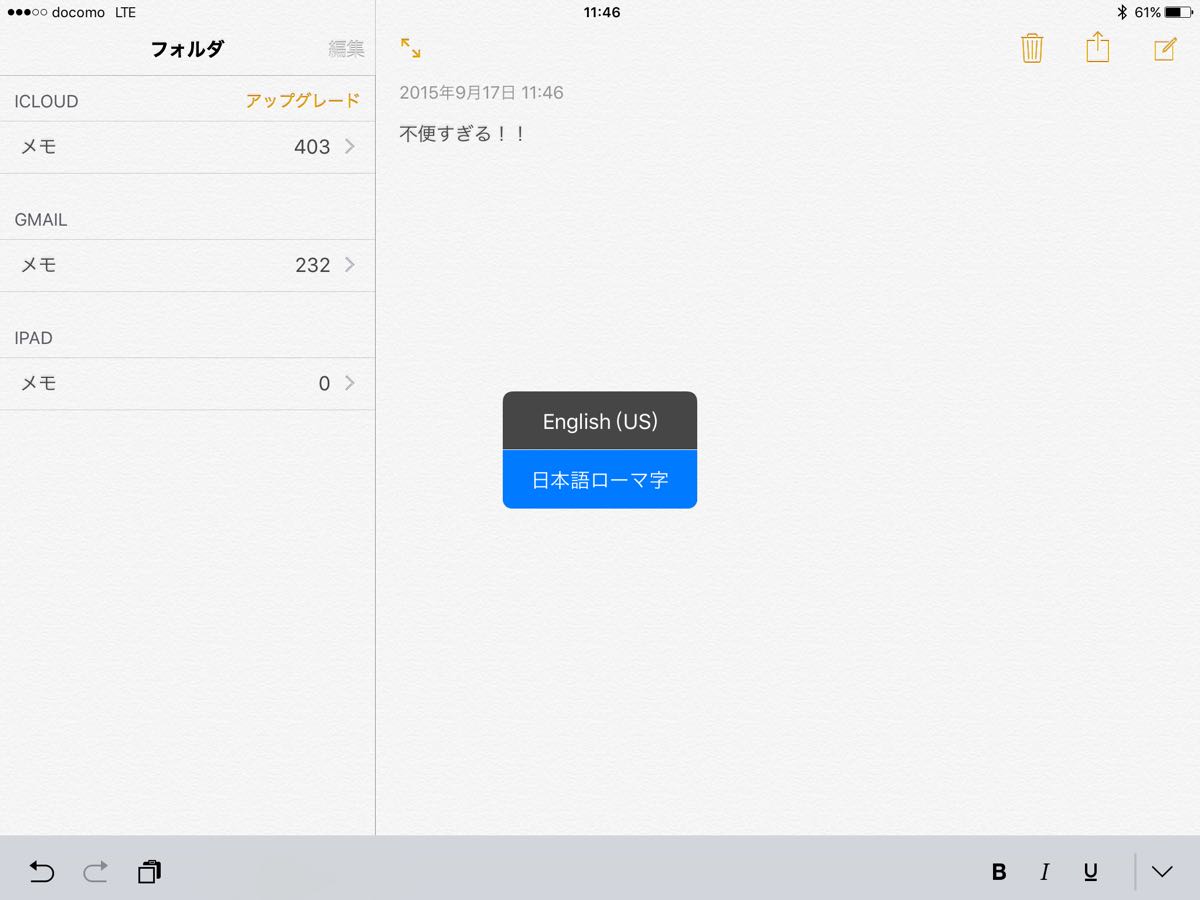 docomo LTE 11:46 61%
フォルダ 編集
ICLOUD アップグレード
メモ 403
GMAIL
メモ 232
IPAD
メモ 0
2015年9月17日 11:46
不便すぎる！！
English (US)
日本語ローマ字
B I U